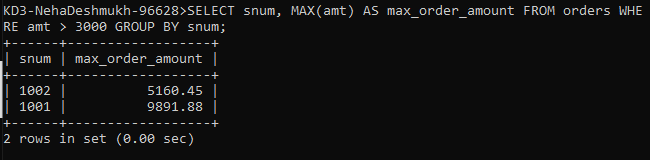 KD3-NehaDeshmukh-96628>SELECT snum, MAX(amt) AS max_order_amount FROM orders WHE
RE amt > 3000 GROUP BY snum;
+------+------------------+
| snum | max_order_amount |
+------+------------------+
| 1002 |          5160.45 |
| 1001 |          9891.88 |
+------+------------------+
2 rows in set (0.00 sec)